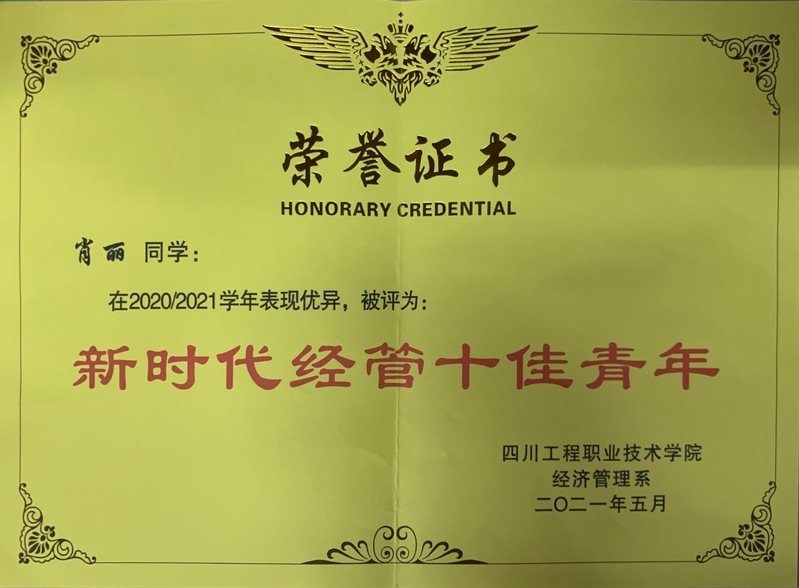 荣誉证书
HONORARY CREDENTIAL
肖丽 同学：
在2020/2021学年表现优异，被评为：
新时代经管十佳青年
四川工程职业技术学院
经济管理系
二〇二一年五月